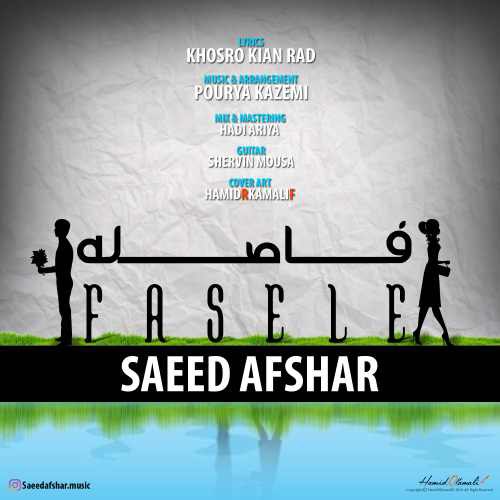 LYRICS
KHOSRO KIAN RAD
MUSIC & ARRANGEMENT
POURYA KAZEMI
MIX & MASTERING
HADI ARIYA
GUITAR
SHERVIN MOUSA
COVER ART
HAMIDRKAMALIF
فاصله
FASELE
SAEED AFSHAR
Saeedafshar.music